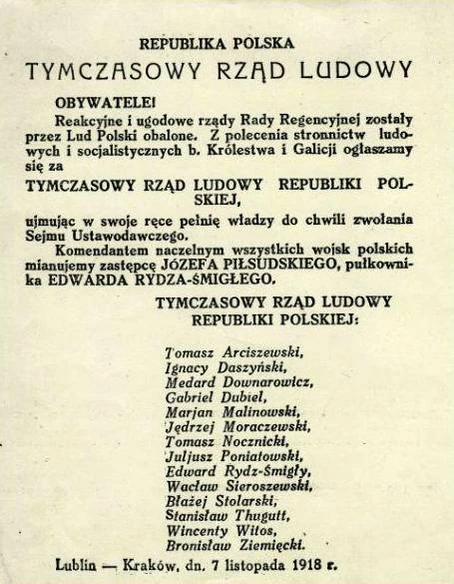 REPUBLIKA POLSKA
TYMCZASOWY RZĄD LUDOWY
OBYWATELE!
Reakcyjne i ugodowe rządy Rady Regencyjnej zostały
przez Lud Polski obalone. Z polecenia stronnictw ludo-
wych i socjalistycznych b. Królestwa i Galicji ogłaszamy
się za
TYMCZASOWY RZĄD LUDOWY REPUBLIKI POL-
SKIEJ,
ujmując w swoje ręce pełnię władzy do chwili zwołania
Sejmu Ustawodawczego.
Komendantem naczelnym wszystkich wojsk polskich
mianujemy zastępcę JÓZEFA PIŁSUDSKIEGO, pułkowni-
ka EDWARDA RYDZA-ŚMIGŁEGO.
TYMCZASOWY RZĄD LUDOWY
REPUBLIKI POLSKIEJ:
Tomasz Arciszewski,
Ignacy Daszyński,
Medard Downarowicz,
Gabriel Dubiel,
Marjan Malinowski,
Jędrzej Moraczewski,
Tomasz Nocznicki,
Juljusz Poniatowski,
Edward Rydz-Śmigły,
Wacław Sieroszewski,
Błażej Stolarski,
Stanisław Thugutt,
Wincenty Witos,
Bronisław Ziemięcki.
Lublin — Kraków, dn. 7 listopada 1918 r.